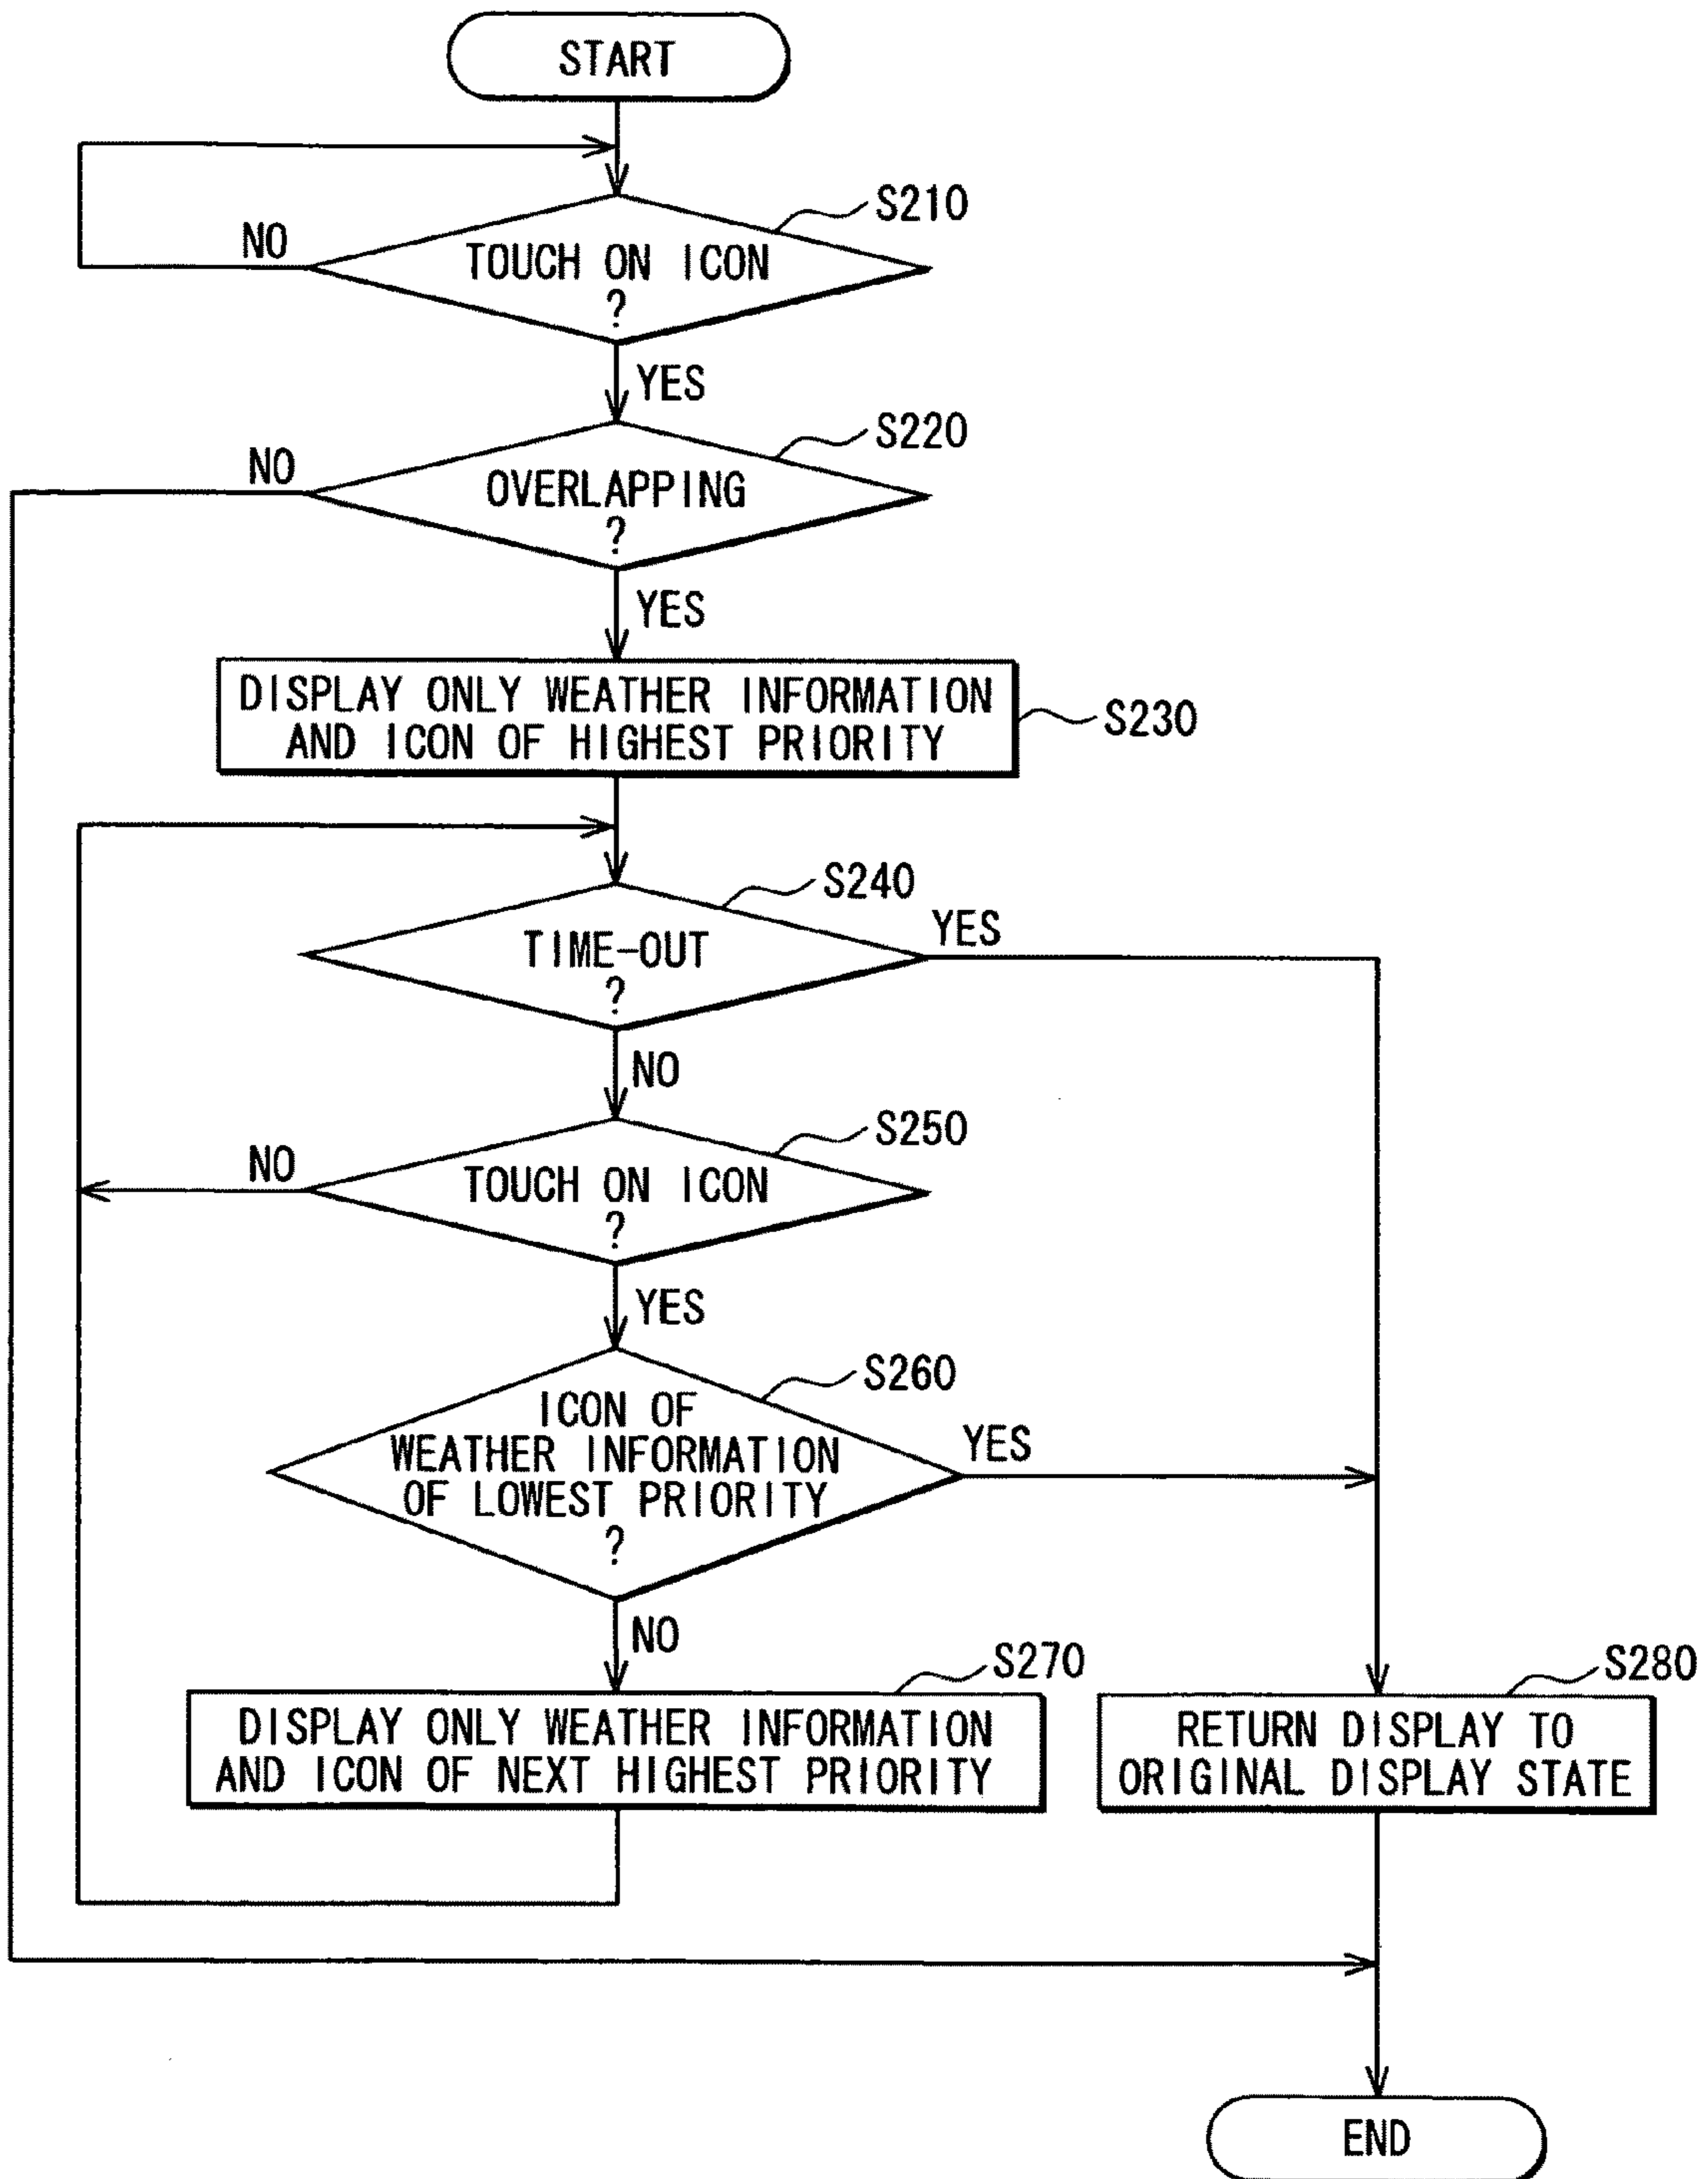 START
S210
NO
TOUCH ON ICON
?
YES
S220
NO
OVERLAPPING
?
YES
DISPLAY ONLY WEATHER INFORMATION
AND ICON OF HIGHEST PRIORITY
S230
S240
YES
TIME-OUT
?
NO
S250
NO
TOUCH ON ICON
?
YES
S260
ICON OF
WEATHER INFORMATION
OF LOWEST PRIORITY
?
YES
NO
S270
DISPLAY ONLY WEATHER INFORMATION
AND ICON OF NEXT HIGHEST PRIORITY
S280
RETURN DISPLAY TO
ORIGINAL DISPLAY STATE
END